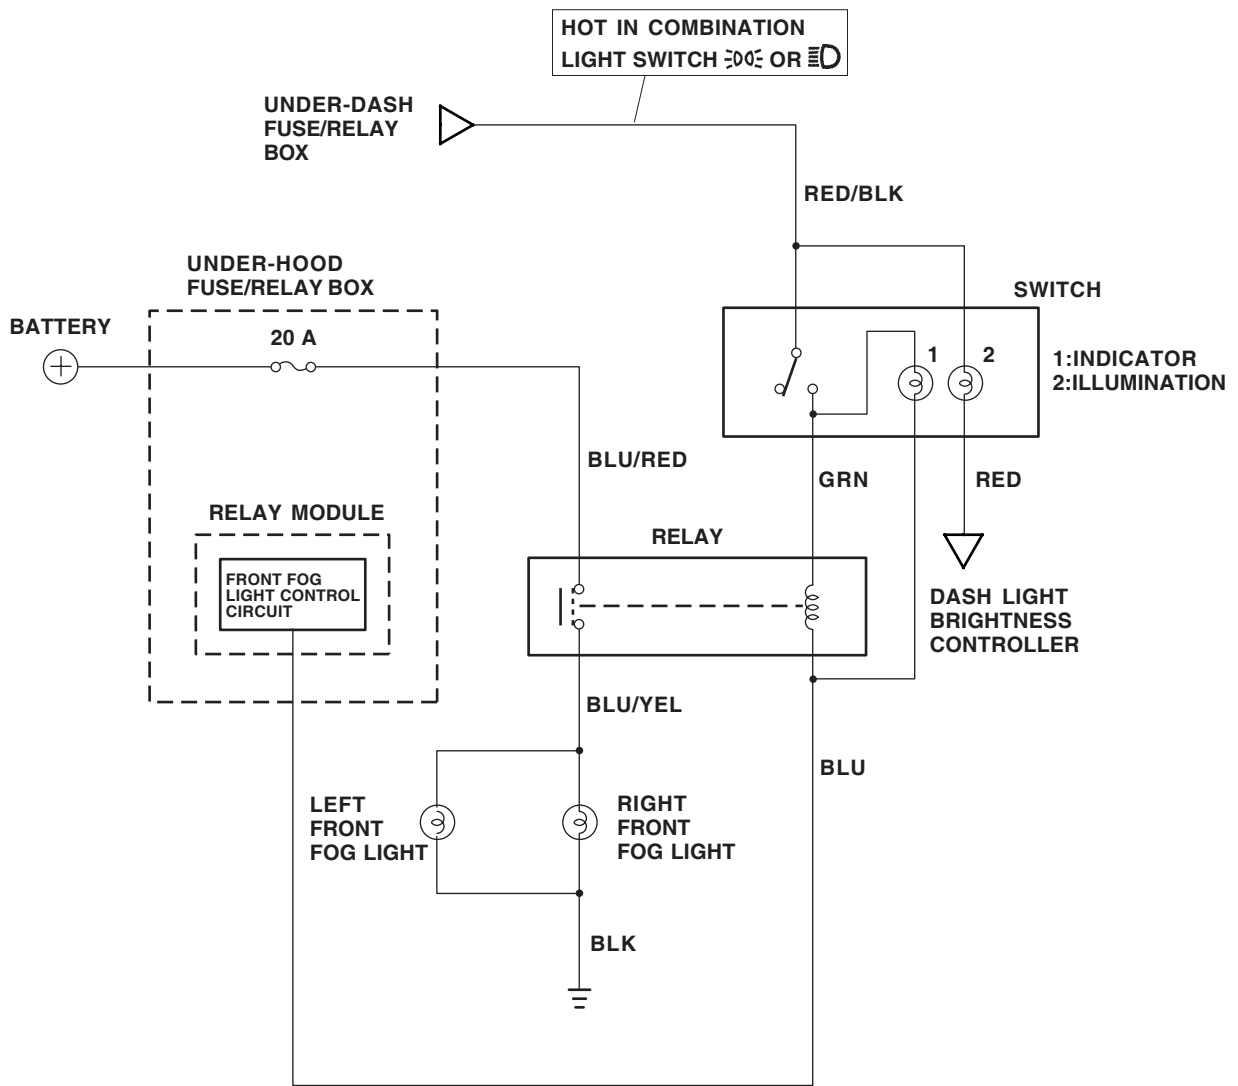 HOT IN COMBINATION
LIGHT SWITCH OR
UNDER-DASH
FUSE/RELAY
BOX
RED/BLK
UNDER-HOOD
FUSE/RELAY BOX
SWITCH
BATTERY
20 A
1
2
1:INDICATOR
2:ILLUMINATION
BLU/RED
GRN
RED
RELAY MODULE
RELAY
FRONT FOG
LIGHT CONTROL
CIRCUIT
DASH LIGHT
BRIGHTNESS
CONTROLLER
BLU/YEL
BLU
LEFT
FRONT
FOG LIGHT
RIGHT
FRONT
FOG LIGHT
BLK